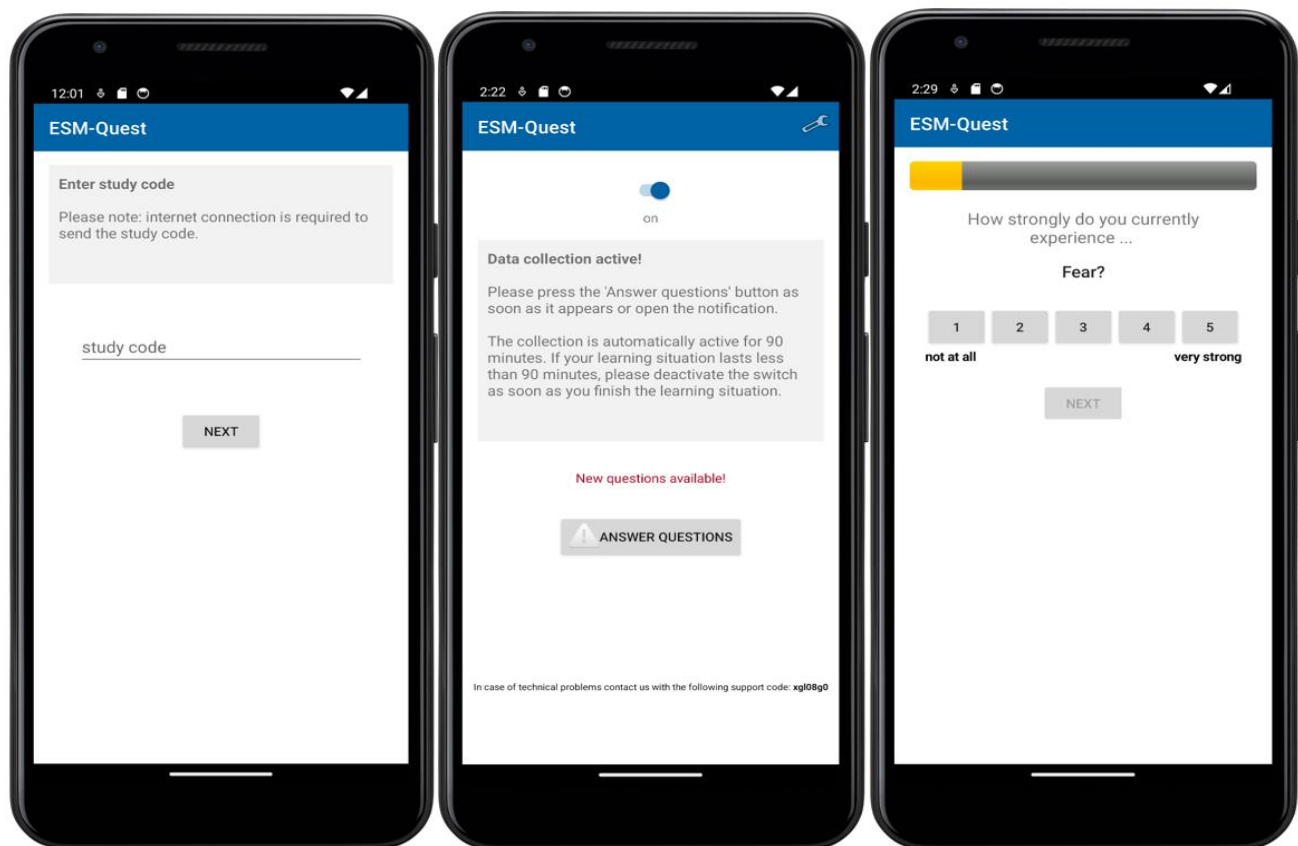 12:01
ESM-Quest
Enter study code
Please note: internet connection is required to
send the study code.
study code
NEXT
2:22
ESM-Quest
on
Data collection active!
Please press the 'Answer questions' button as
soon as it appears or open the notification.
The collection is automatically active for 90
minutes. If your learning situation lasts less
than 90 minutes, please deactivate the switch
as soon as you finish the learning situation.
New questions available!
ANSWER QUESTIONS
In case of technical problems contact us with the following support code: xgl08g0
2:29
ESM-Quest
How strongly do you currently
experience ...
Fear?
1 2 3 4 5
not at all very strong
NEXT